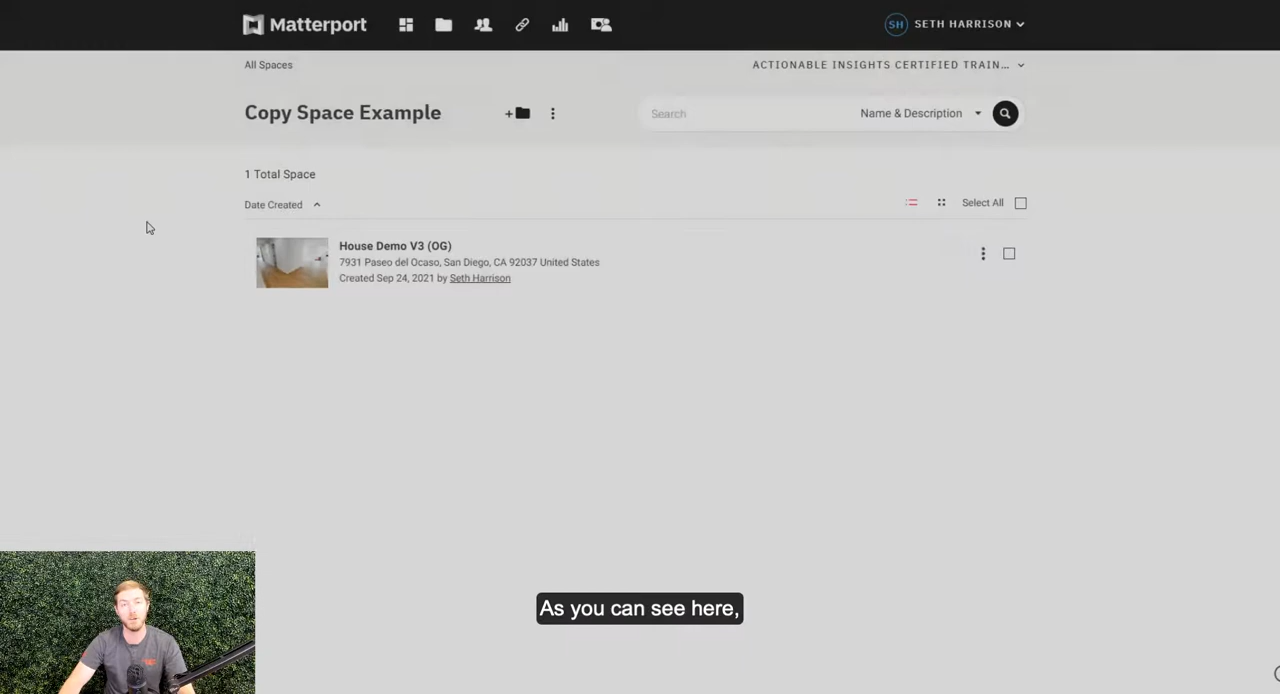 Matterport
SH SETH HARRISON
All Spaces
ACTIONABLE INSIGHTS CERTIFIED TRAIN...
Copy Space Example
+
Search
Name & Description
1 Total Space
Date Created
Select All
House Demo V3 (OG)
7931 Paseo del Ocaso, San Diego, CA 92037 United States
Created Sep 24, 2021 by Seth Harrison
As you can see here,